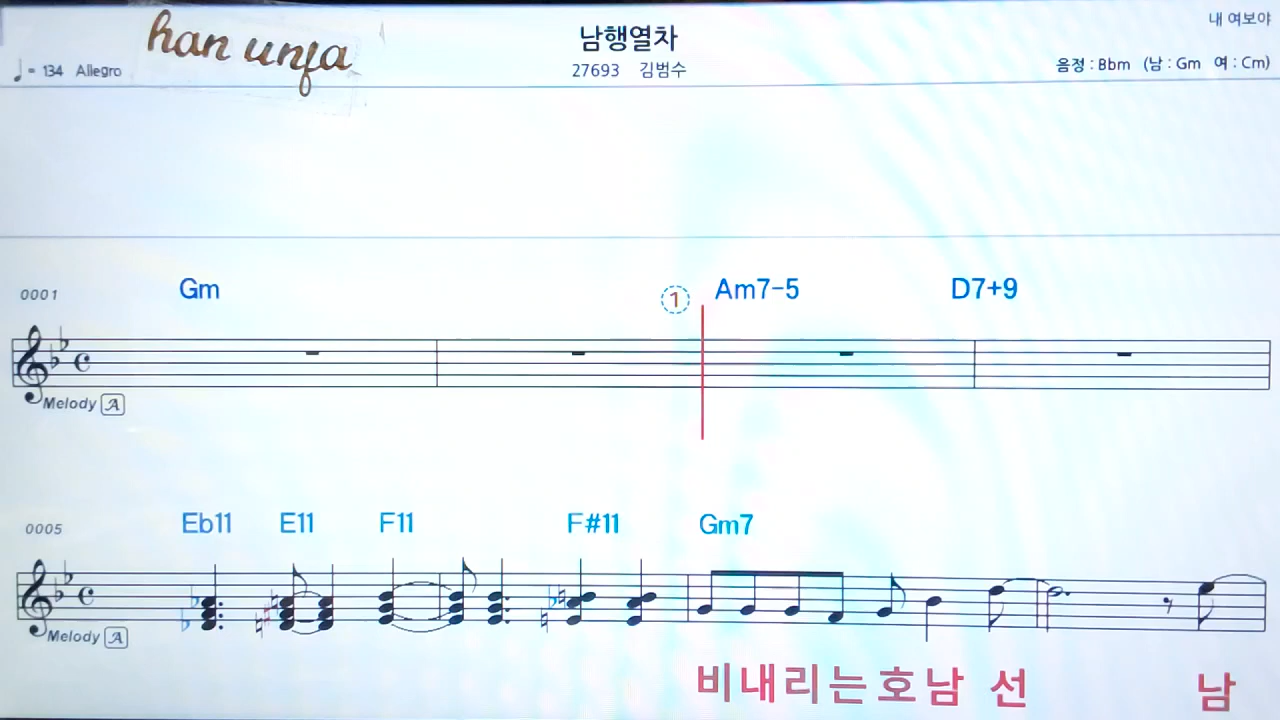 내 여보야
han unfa
남행열차
♩= 134 Allegro
27693 김범수
음정 : Bbm (남 : Gm 여 : Cm)
0001 Gm ① Am7-5 D7+9
Melody A
0005 Eb11 E11 F11 F#11 Gm7
Melody A
비내리는호남 선 남